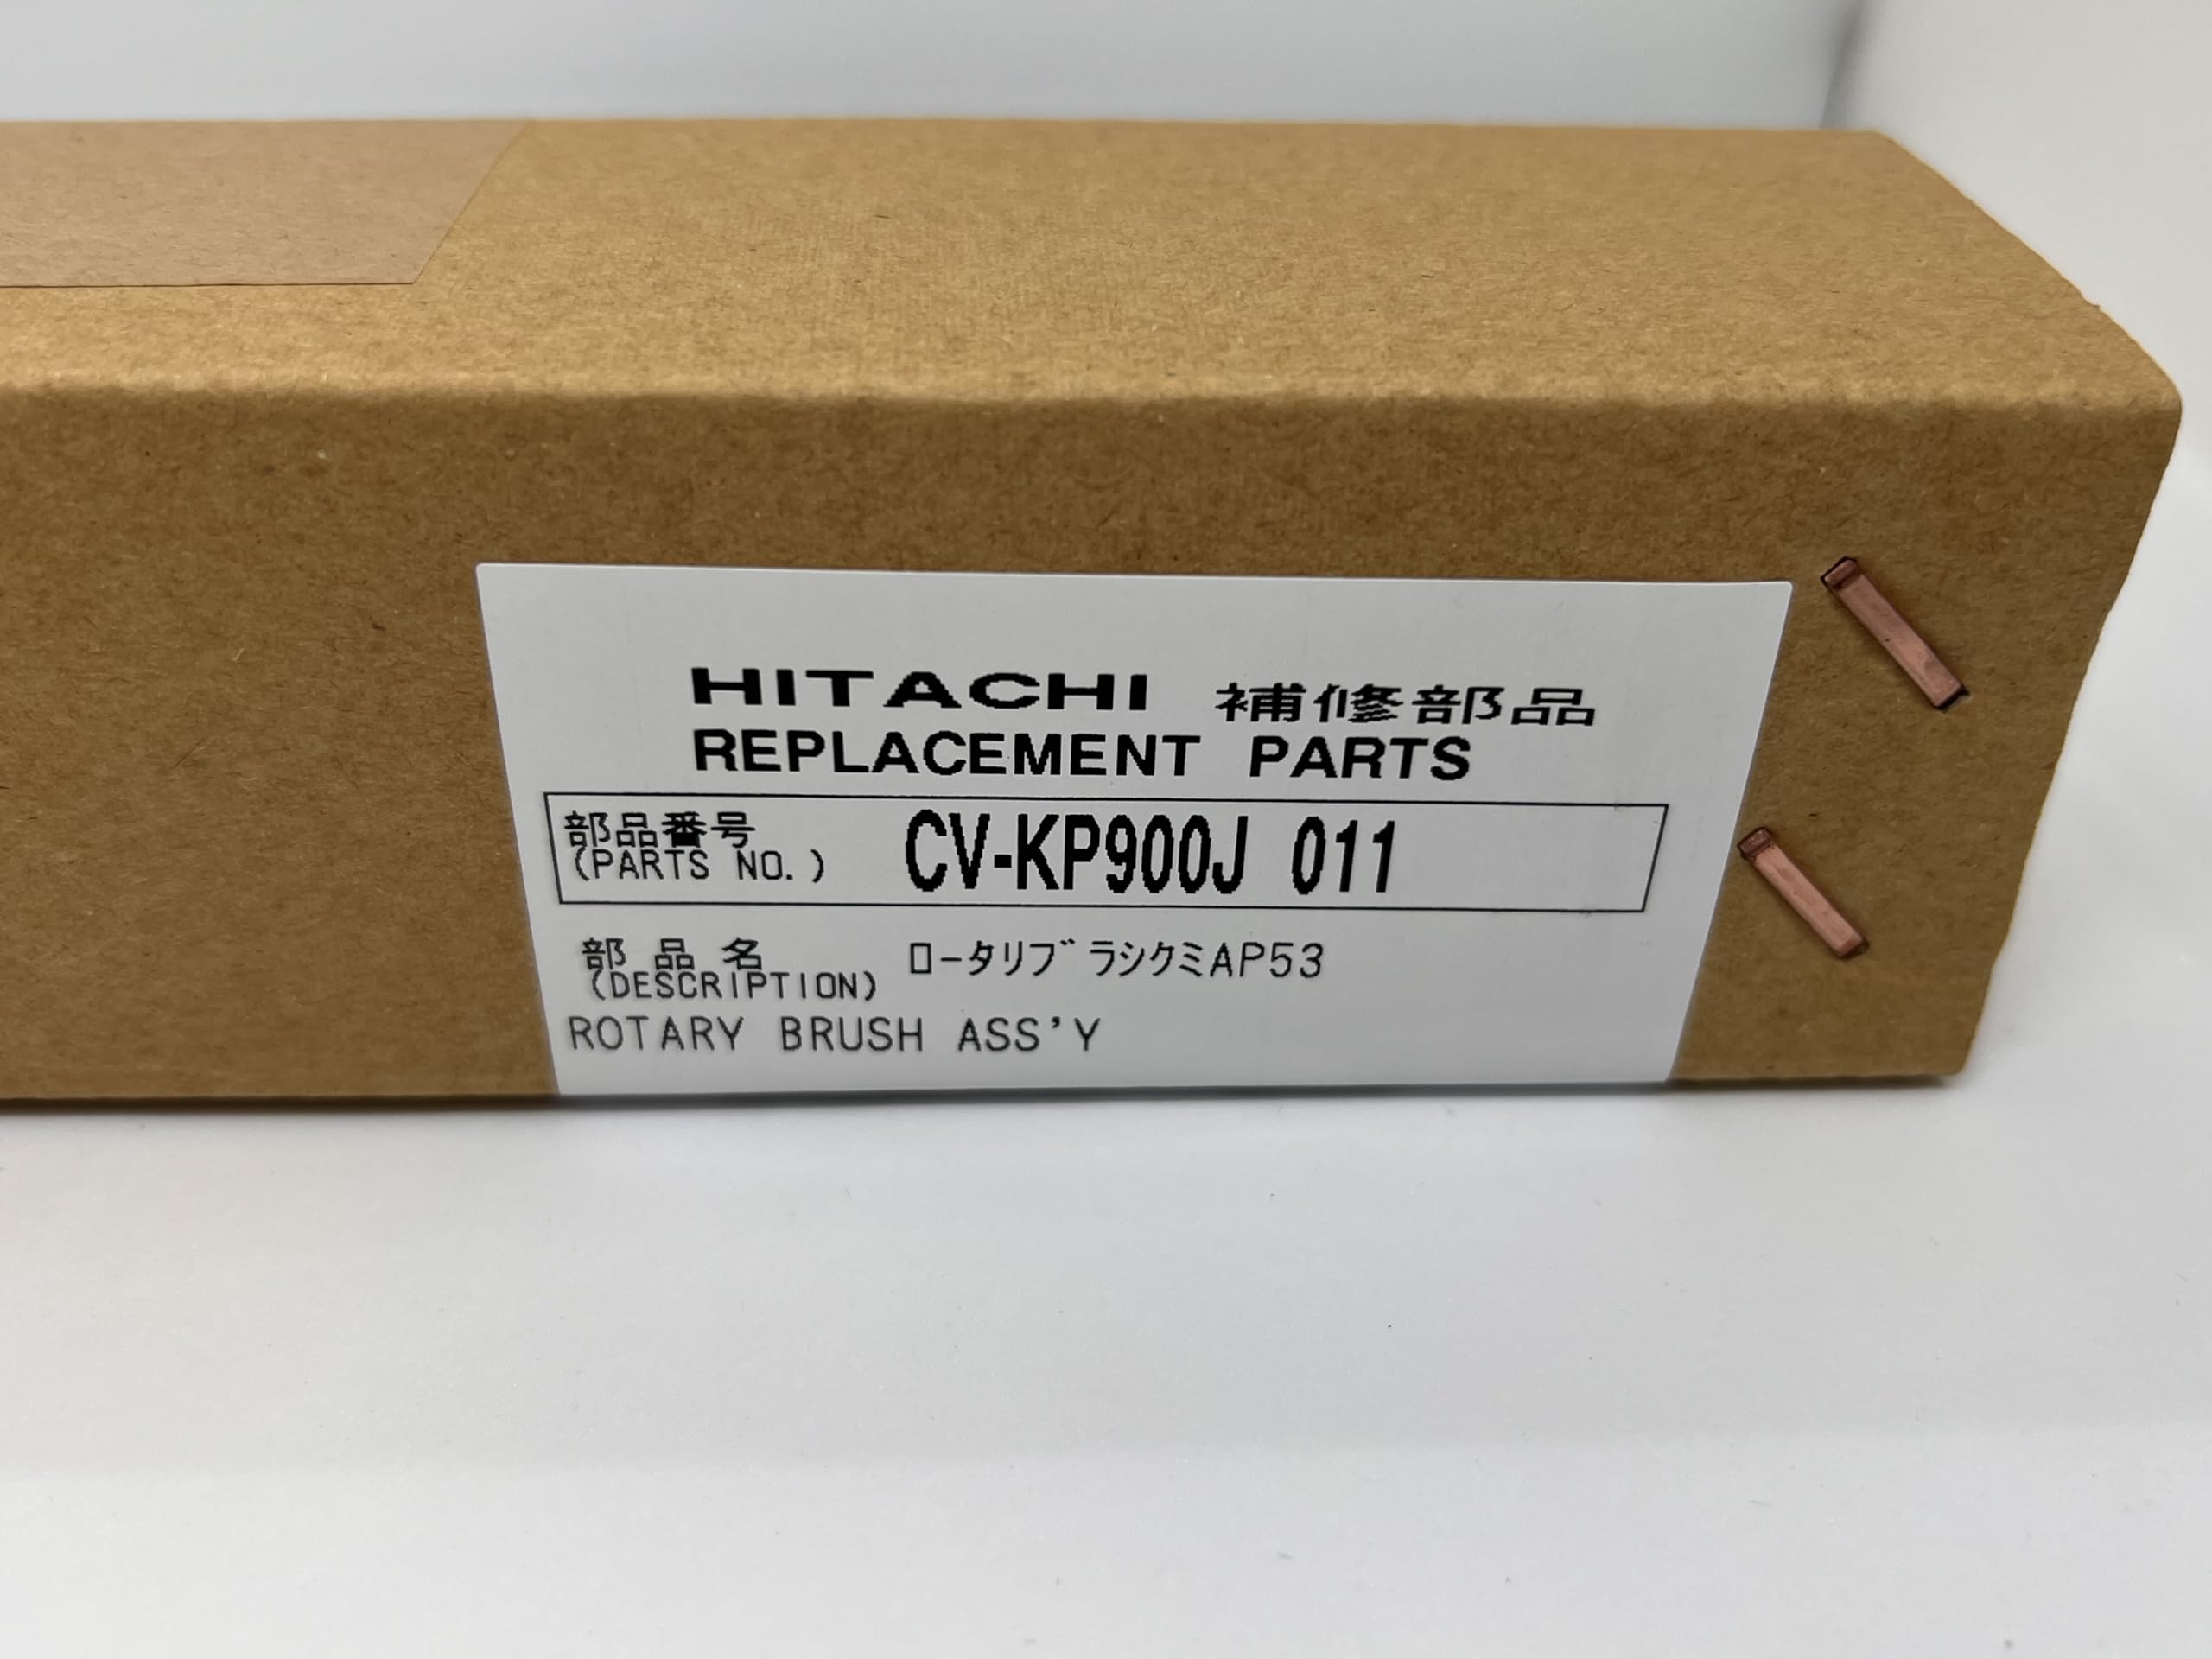 HITACHI 補修部品
REPLACEMENT PARTS
部品番号
(PARTS NO.) CV-KP900J 011
部品名 ロータリブラシクミAP53
(DESCRIPTION)
ROTARY BRUSH ASS'Y